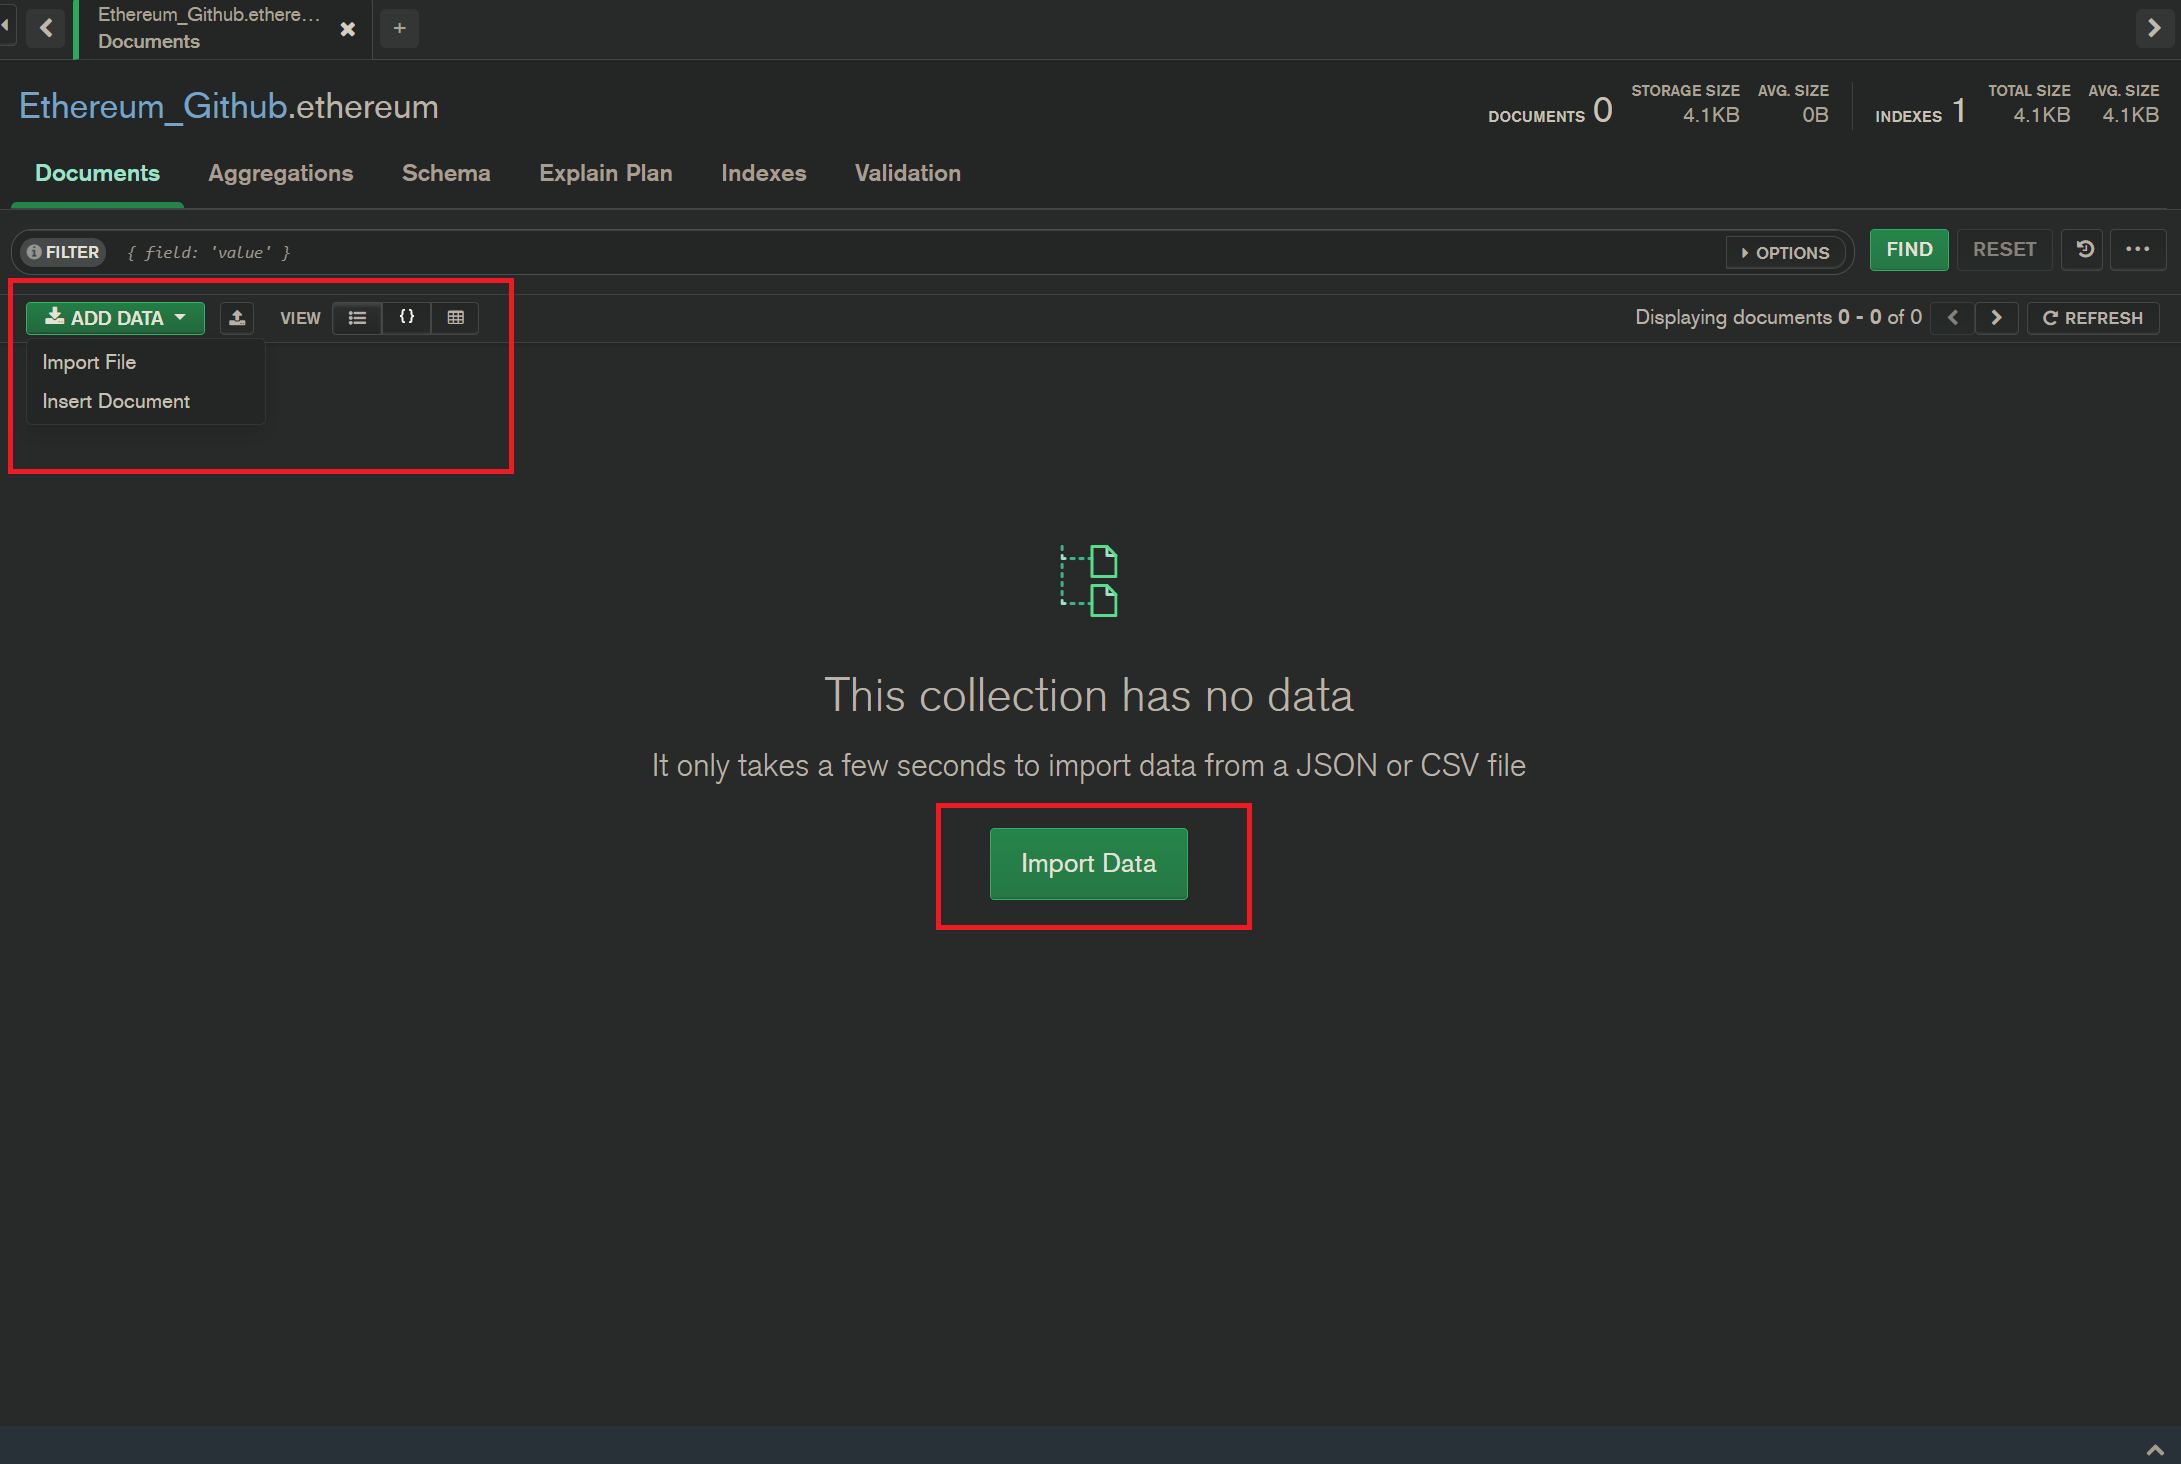 Ethereum_Github.ethere...
Documents
+
Ethereum_Github.ethereum
DOCUMENTS 0
STORAGE SIZE
4.1KB
AVG. SIZE
0B
INDEXES 1
TOTAL SIZE
4.1KB
AVG. SIZE
4.1KB
Documents Aggregations Schema Explain Plan Indexes Validation
FILTER { field: 'value' } OPTIONS FIND RESET ...
ADD DATA VIEW {} Displaying documents 0 - 0 of 0 REFRESH
Import File
Insert Document
This collection has no data
It only takes a few seconds to import data from a JSON or CSV file
Import Data